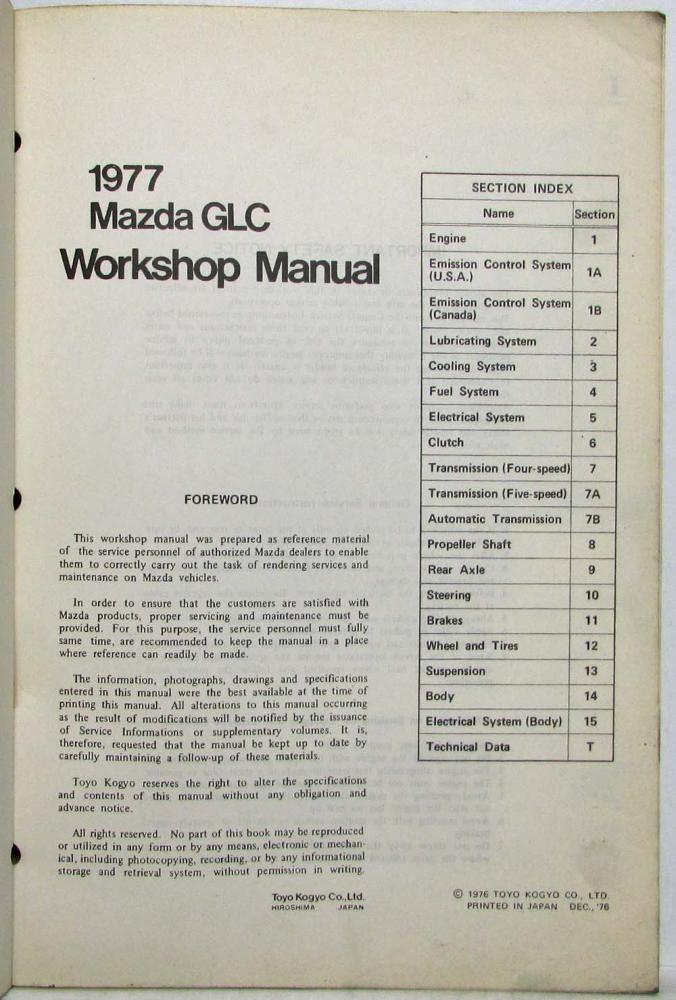 1977
Mazda GLC
Workshop Manual
FOREWORD
This workshop manual was prepared as reference material
of the service personnel of authorized Mazda dealers to enable
them to correctly carry out the task of rendering services and
maintenance on Mazda vehicles.
In order to ensure that the customers are satisfied with
Mazda products, proper servicing and maintenance must be
provided. For this purpose, the service personnel must fully
same time, are recommended to keep the manual in a place
where reference can readily be made.
The information, photographs, drawings and specifications
entered in this manual were the best available at the time of
printing this manual. All alterations to this manual occurring
as the result of modifications will be notified by the issuance
of Service Informations or supplementary volumes. It is,
therefore, requested that the manual be kept up to date by
carefully maintaining a follow-up of these materials.
Toyo Kogyo reserves the right to alter the specifications
and contents of this manual without any obligation and
advance notice.
All rights reserved. No part of this book may be reproduced
or utilized in any form or by any means, electronic or mechan-
ical, including photocopying, recording, or by any informational
storage and retrieval system, without permission in writing.
Toyo Kogyo Co.,Ltd.
HIROSHIMA JAPAN
SECTION INDEX
Name Section
Engine 1
Emission Control System
(U.S.A.) 1A
Emission Control System
(Canada) 1B
Lubricating System 2
Cooling System 3
Fuel System 4
Electrical System 5
Clutch 6
Transmission (Four-speed) 7
Transmission (Five-speed) 7A
Automatic Transmission 7B
Propeller Shaft 8
Rear Axle 9
Steering 10
Brakes 11
Wheel and Tires 12
Suspension 13
Body 14
Electrical System (Body) 15
Technical Data T
© 1976 TOYO KOGYO CO., LTD.
PRINTED IN JAPAN DEC., '76